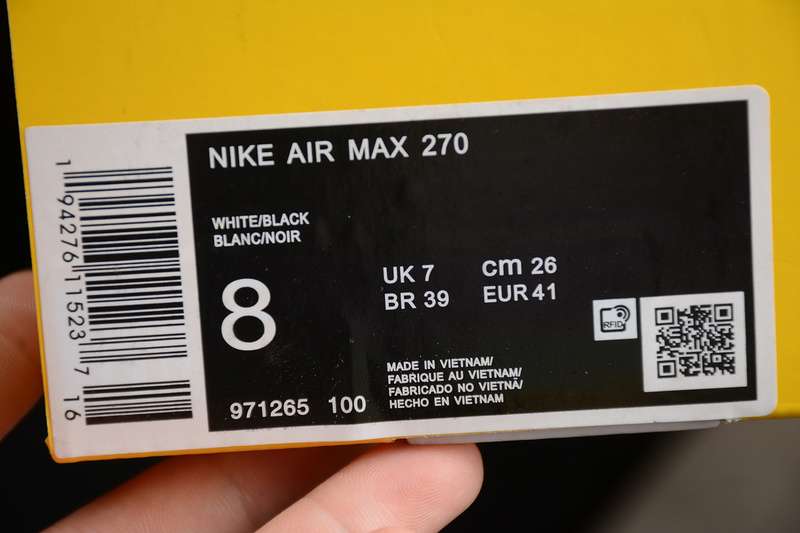 NIKE AIR MAX 270
WHITE/BLACK
BLANC/NOIR
8
UK 7 cm 26
BR 39 EUR 41
RFID
MADE IN VIETNAM/
FABRIQUE AU VIETNAM/
FABRICADO NO VIETNÃ/
HECHO EN VIETNAM
971265 100
1 94276 11523 7 16